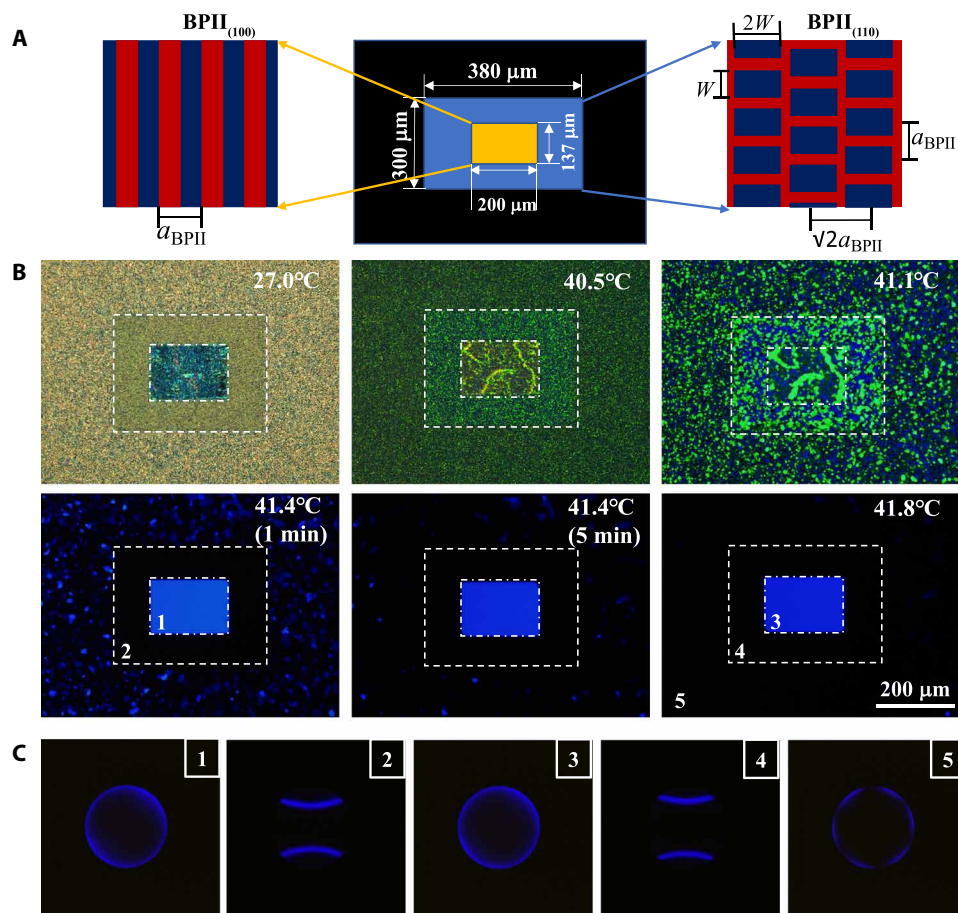 A
BPII(100)
aBPII
380 μm
300 μm
137 μm
200 μm
BPII(110)
2W
W
aBPII
√2aBPII
B
27.0°C
40.5°C
41.1°C
41.4°C
(1 min)
1
2
41.4°C
(5 min)
41.8°C
3
4
5
200 μm
C
1
2
3
4
5